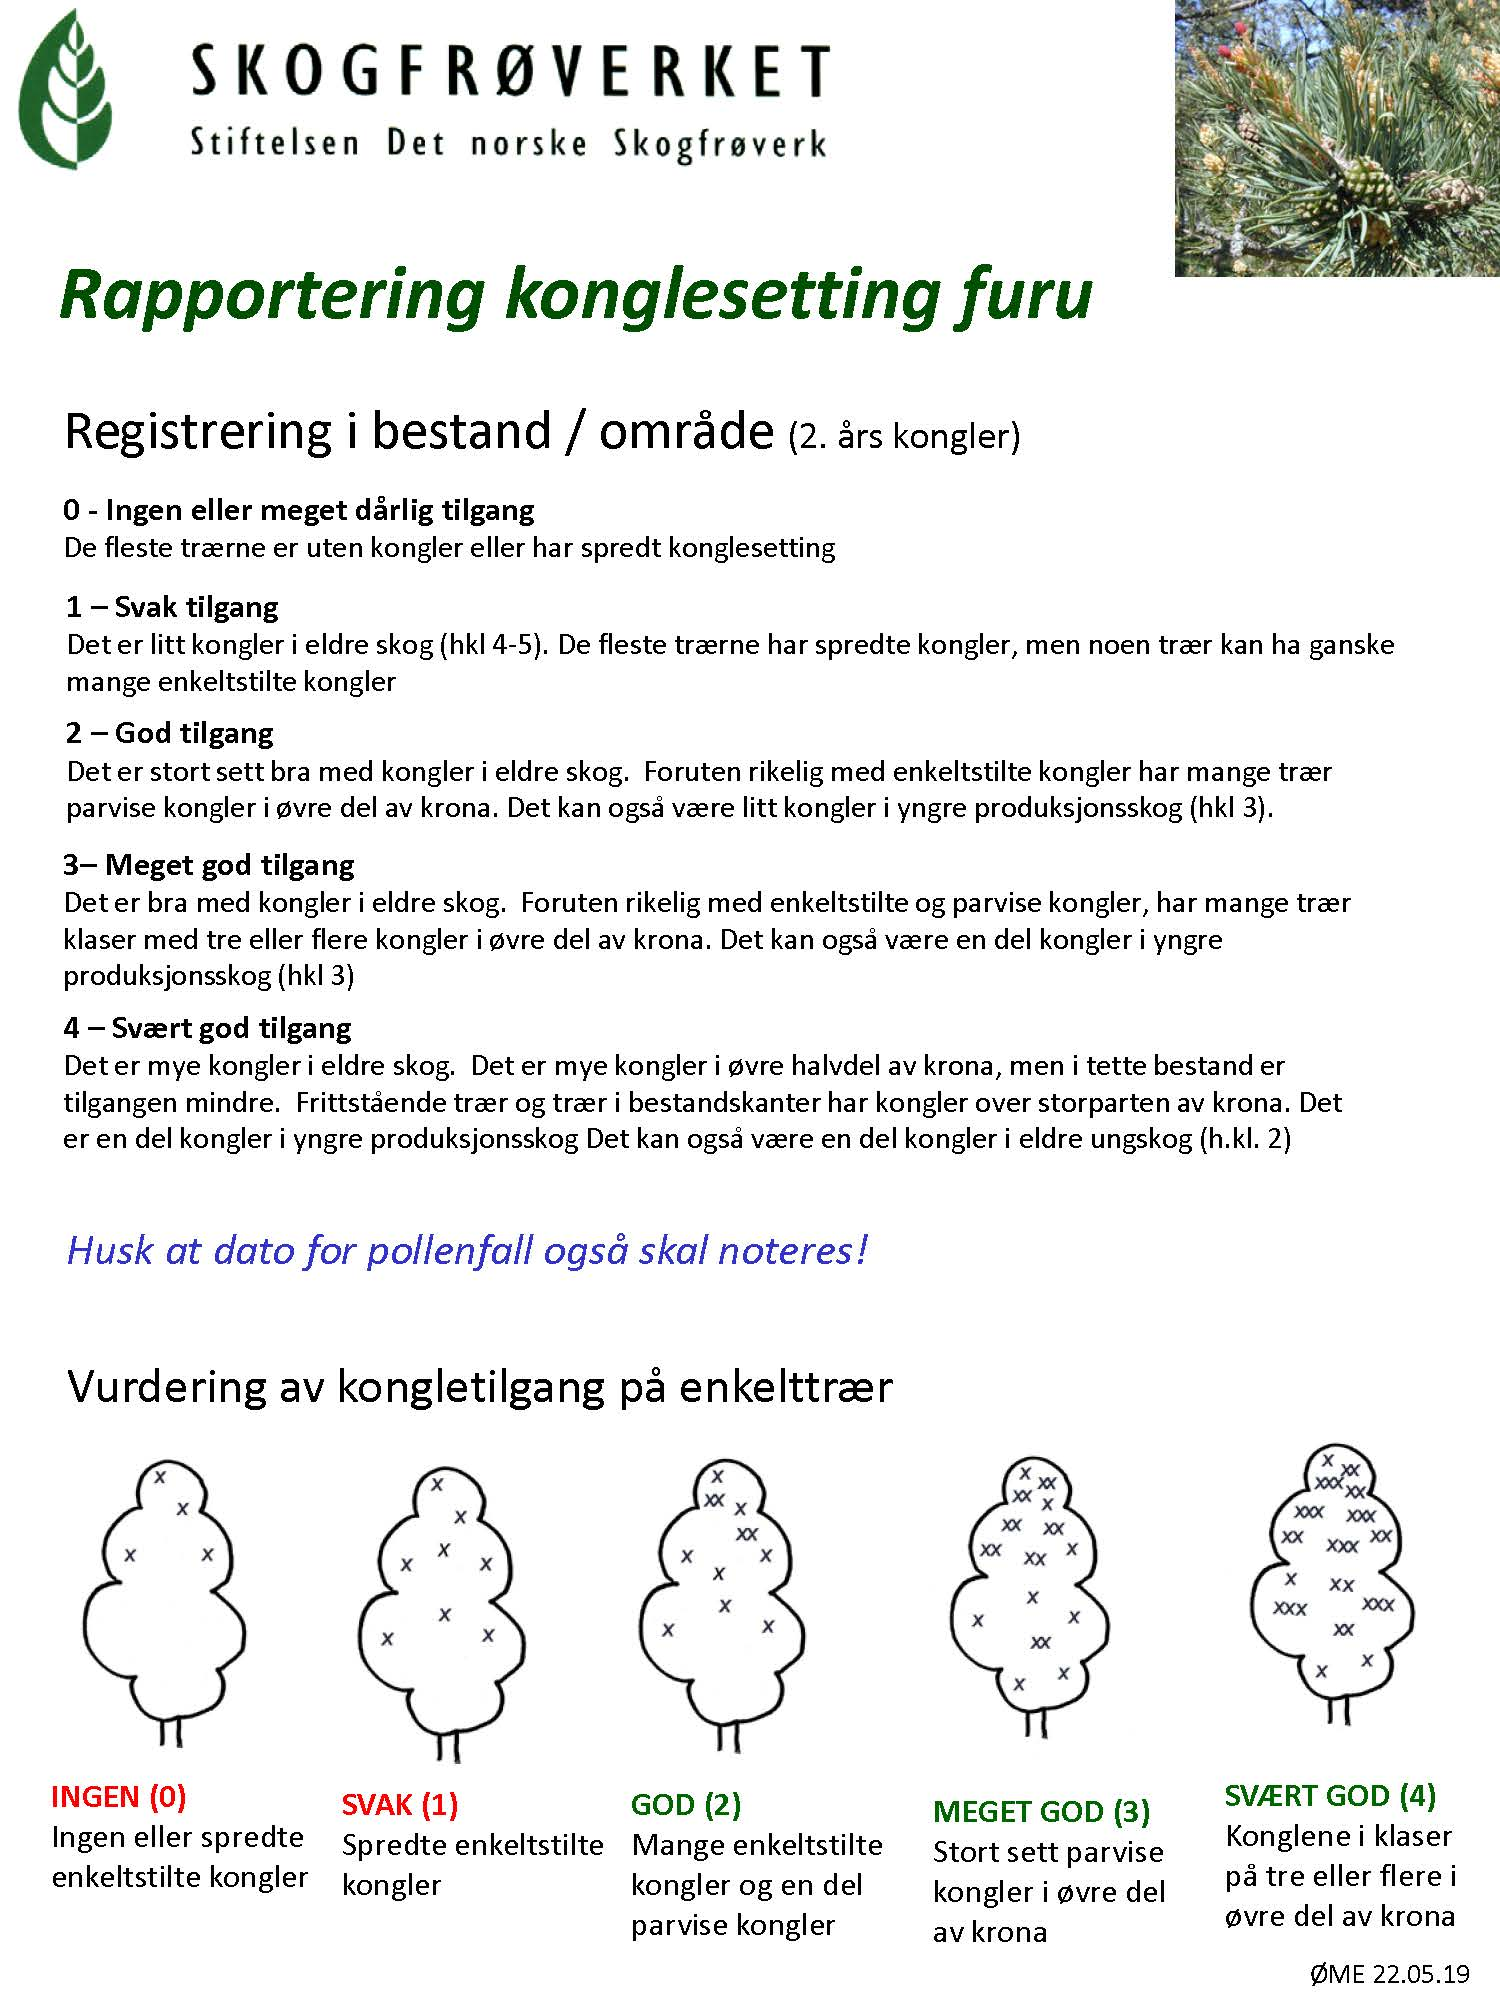 SKOGFRØVERKET
Stiftelsen Det norske Skogfrøverk
Rapportering konglesetting furu
Registrering i bestand / område (2. års kongler)
0 - Ingen eller meget dårlig tilgang
De fleste trærne er uten kongler eller har spredt konglesetting
1 – Svak tilgang
Det er litt kongler i eldre skog (hkl 4-5). De fleste trærne har spredte kongler, men noen trær kan ha ganske
mange enkeltstilte kongler
2 – God tilgang
Det er stort sett bra med kongler i eldre skog.  Foruten rikelig med enkeltstilte kongler har mange trær
parvise kongler i øvre del av krona. Det kan også være litt kongler i yngre produksjonsskog (hkl 3).
3– Meget god tilgang
Det er bra med kongler i eldre skog.  Foruten rikelig med enkeltstilte og parvise kongler, har mange trær
klaser med tre eller flere kongler i øvre del av krona. Det kan også være en del kongler i yngre
produksjonsskog (hkl 3)
4 – Svært god tilgang
Det er mye kongler i eldre skog.  Det er mye kongler i øvre halvdel av krona, men i tette bestand er
tilgangen mindre.  Frittstående trær og trær i bestandskanter har kongler over storparten av krona. Det
er en del kongler i yngre produksjonsskog Det kan også være en del kongler i eldre ungskog (h.kl. 2)
Husk at dato for pollenfall også skal noteres!
Vurdering av kongletilgang på enkelttrær
INGEN (0)
Ingen eller spredte
enkeltstilte kongler
SVAK (1)
Spredte enkeltstilte
kongler
GOD (2)
Mange enkeltstilte
kongler og en del
parvise kongler
MEGET GOD (3)
Stort sett parvise
kongler i øvre del
av krona
SVÆRT GOD (4)
Konglene i klaser
på tre eller flere i
øvre del av krona
ØME 22.05.19